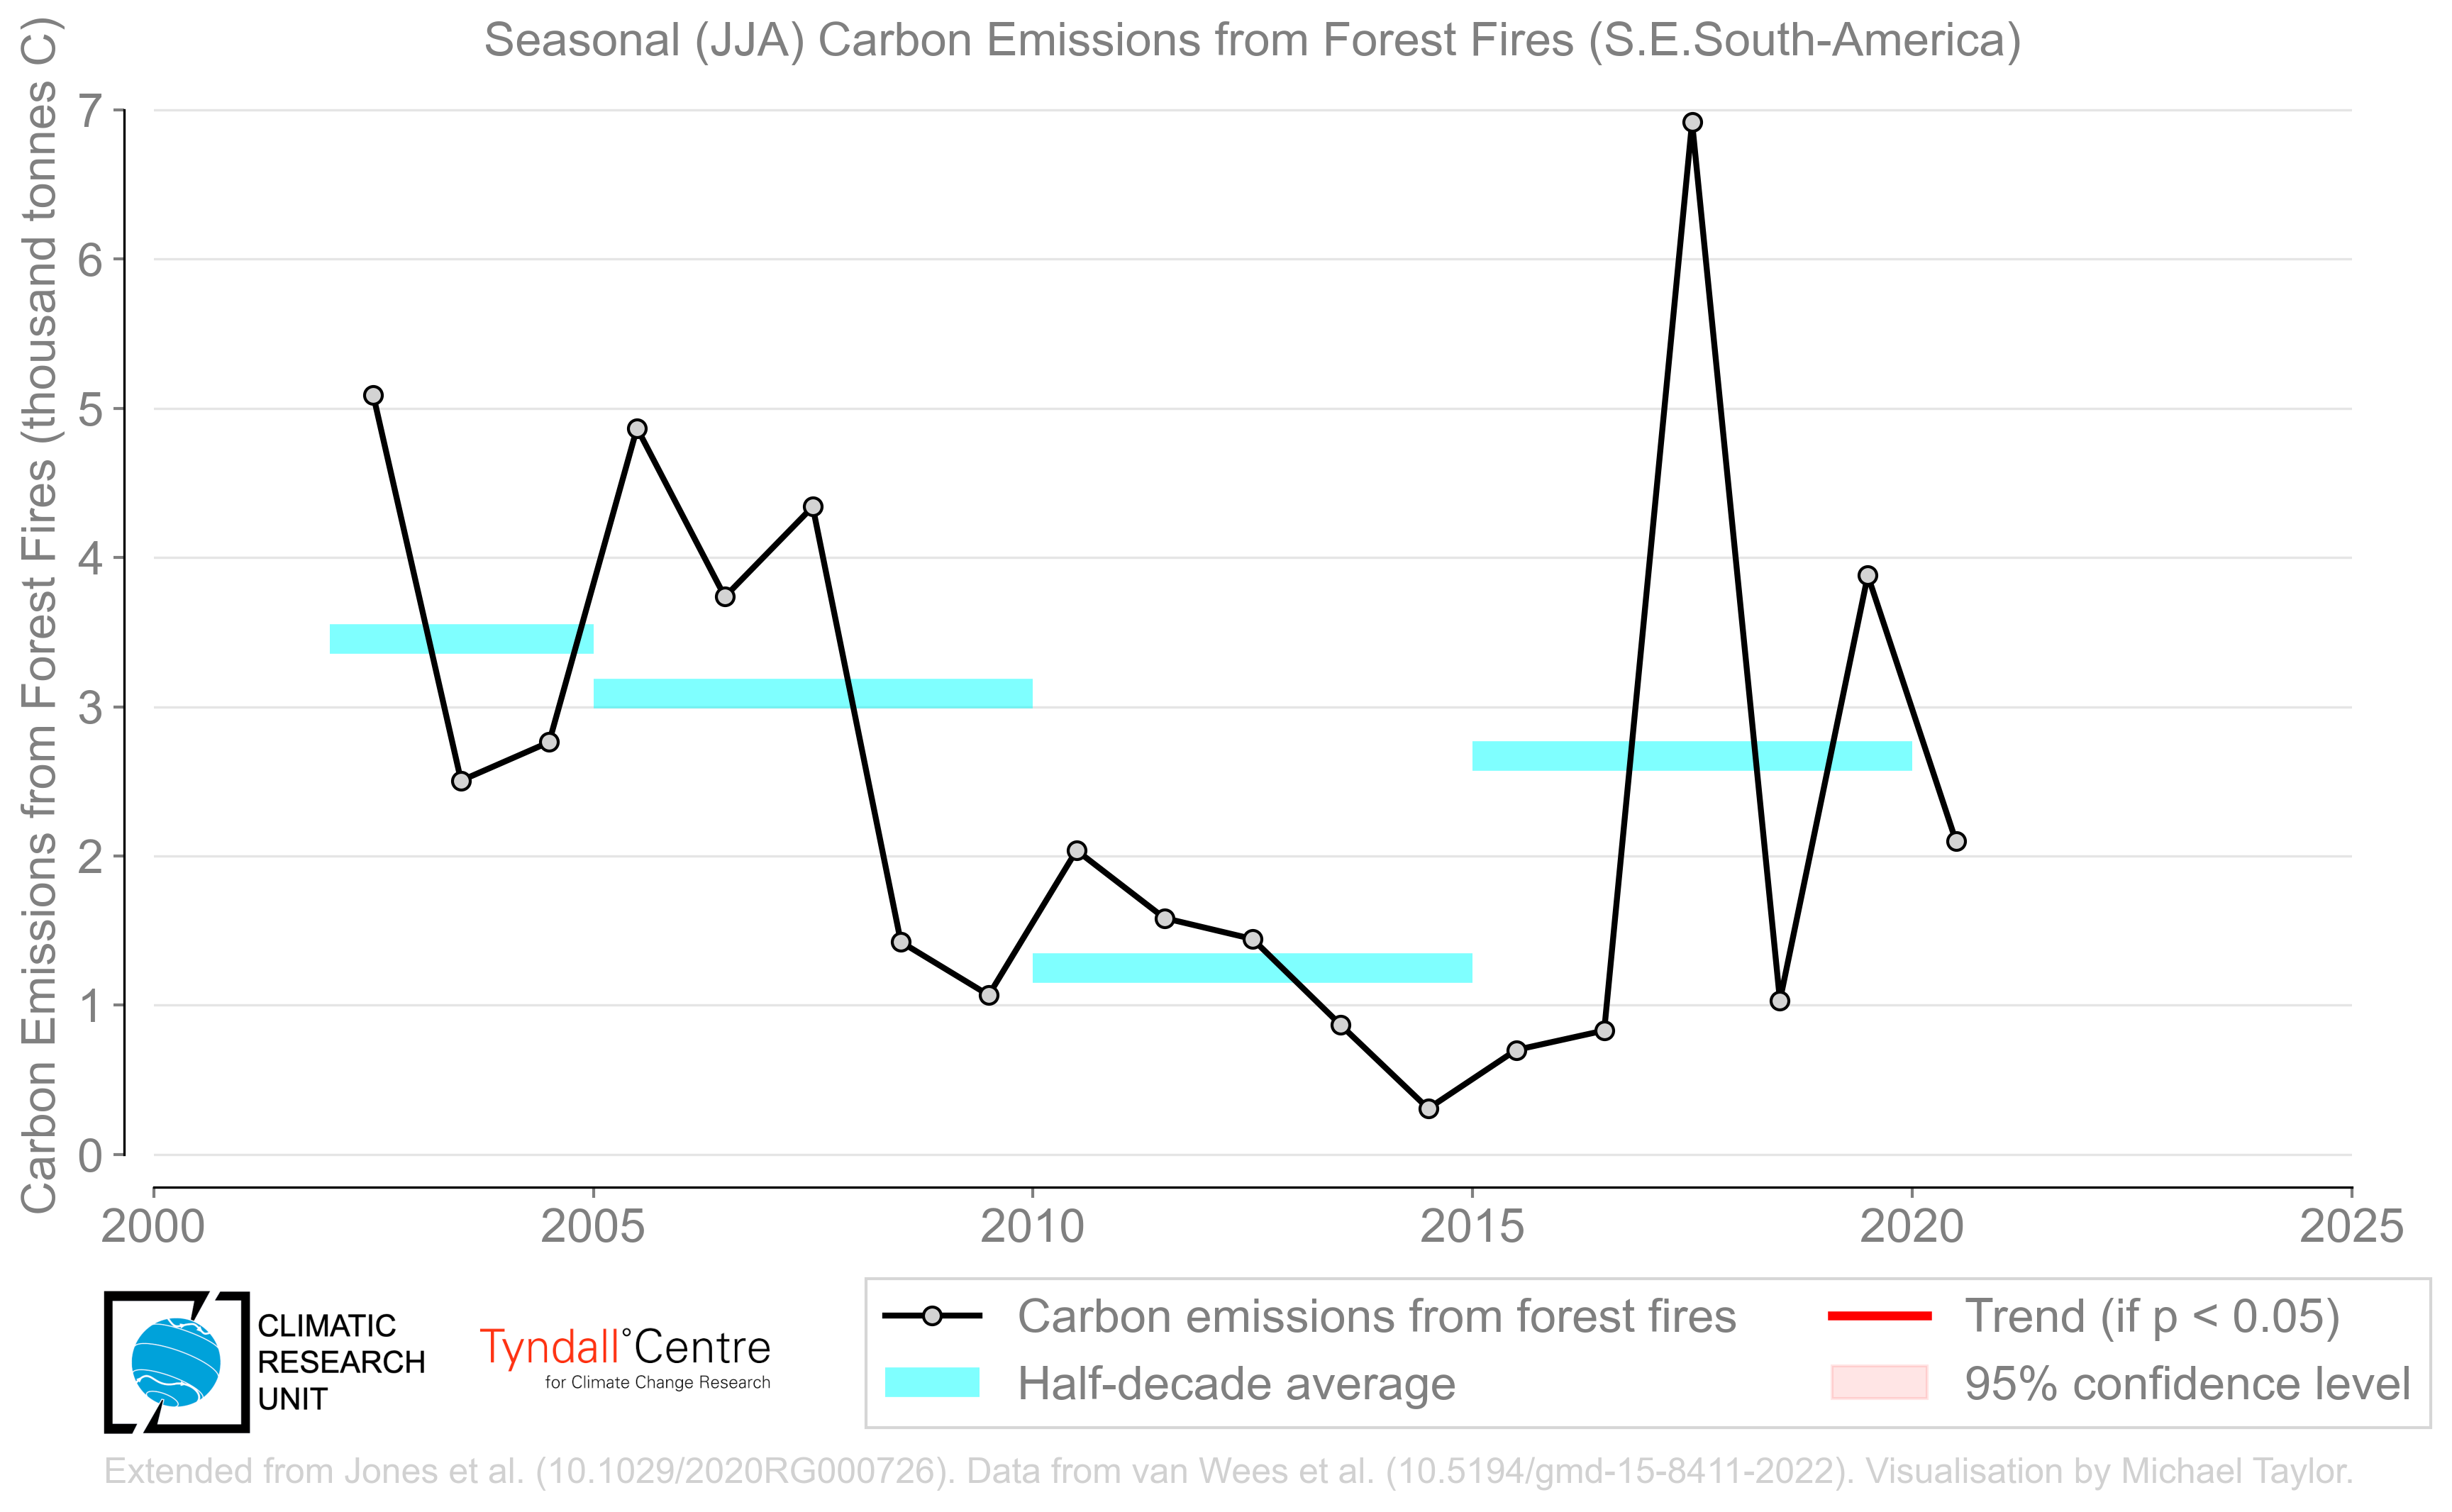 Seasonal (JJA) Carbon Emissions from Forest Fires (S.E.South-America)
Carbon Emissions from Forest Fires (thousand tonnes C)
7
6
5
4
3
2
1
0
2000 2005 2010 2015 2020 2025
CLIMATIC
RESEARCH
UNIT
Tyndall°Centre
for Climate Change Research
Carbon emissions from forest fires
Half-decade average
Trend (if p < 0.05)
95% confidence level
Extended from Jones et al. (10.1029/2020RG000726). Data from van Wees et al. (10.5194/gmd-15-8411-2022). Visualisation by Michael Taylor.